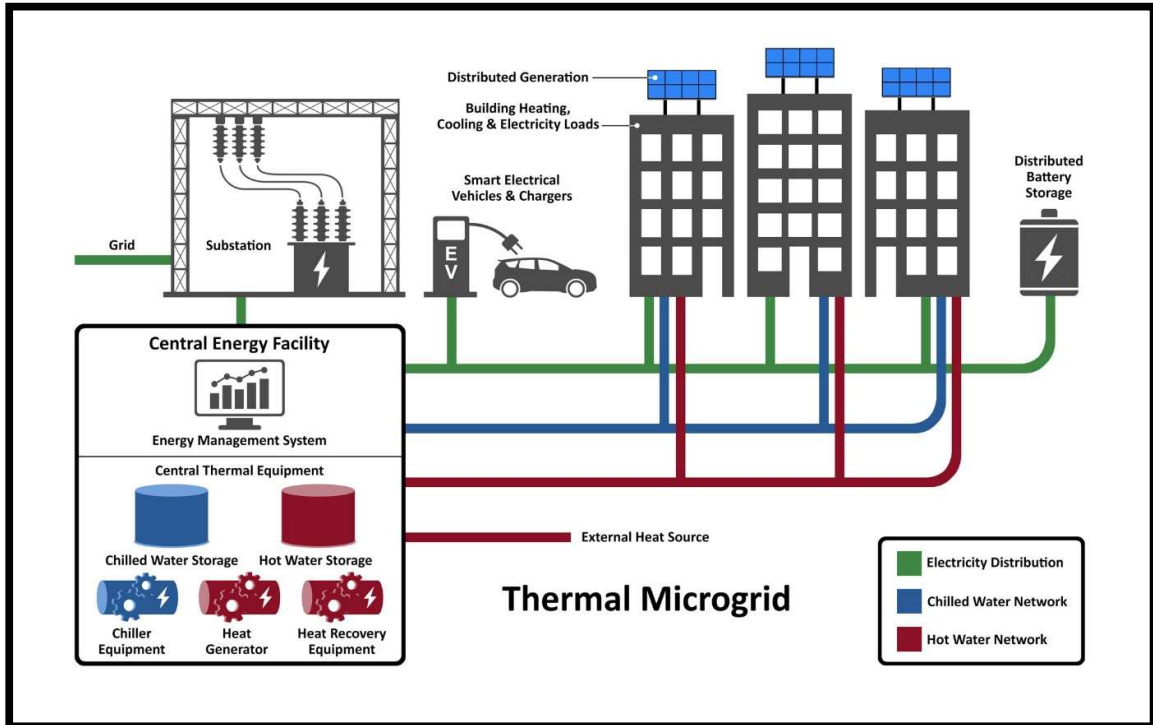 Distributed Generation
Building Heating,
Cooling & Electricity Loads
Distributed
Battery
Storage
Smart Electrical
Vehicles & Chargers
Grid
Substation
E
V
Central Energy Facility
Energy Management System
Central Thermal Equipment
Chilled Water Storage
Hot Water Storage
Chiller
Equipment
Heat
Generator
Heat Recovery
Equipment
External Heat Source
Thermal Microgrid
Electricity Distribution
Chilled Water Network
Hot Water Network